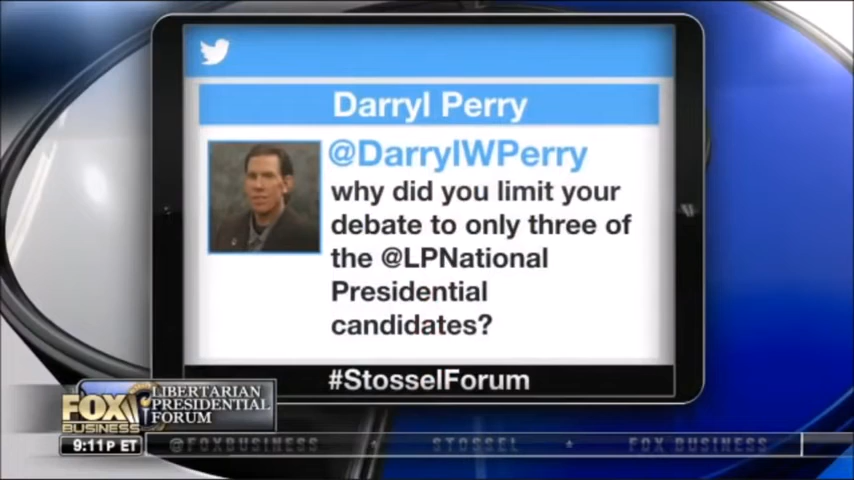 Darryl Perry
@DarrylWPerry
why did you limit your
debate to only three of
the @LPNational
Presidential
candidates?
#StosselForum
FOX
BUSINESS
LIBERTARIAN
PRESIDENTIAL
FORUM
9:11P ET
@FOXBUSINESS * STOSSEL * FOX BUSINESS